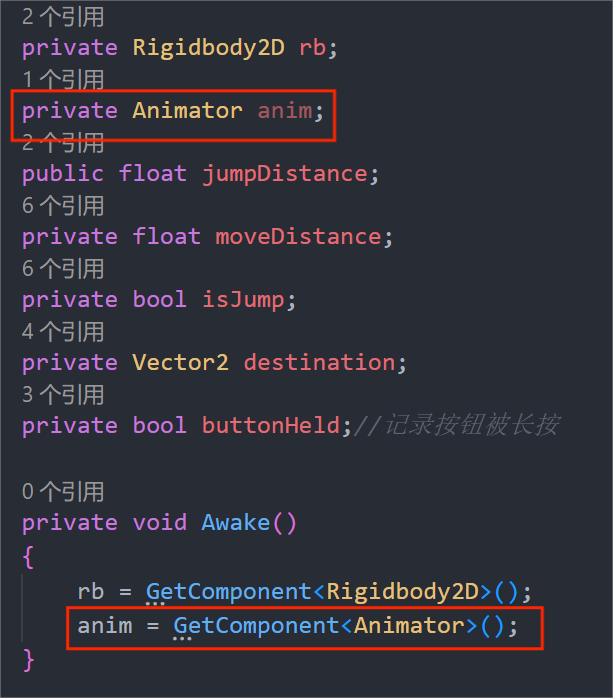 2 个引用
private Rigidbody2D rb;
1 个引用
private Animator anim;
2 个引用
public float jumpDistance;
6 个引用
private float moveDistance;
6 个引用
private bool isJump;
4 个引用
private Vector2 destination;
3 个引用
private bool buttonHeld;//记录按钮被长按
0 个引用
private void Awake()
{
rb = GetComponent<Rigidbody2D>();
anim = GetComponent<Animator>();
}